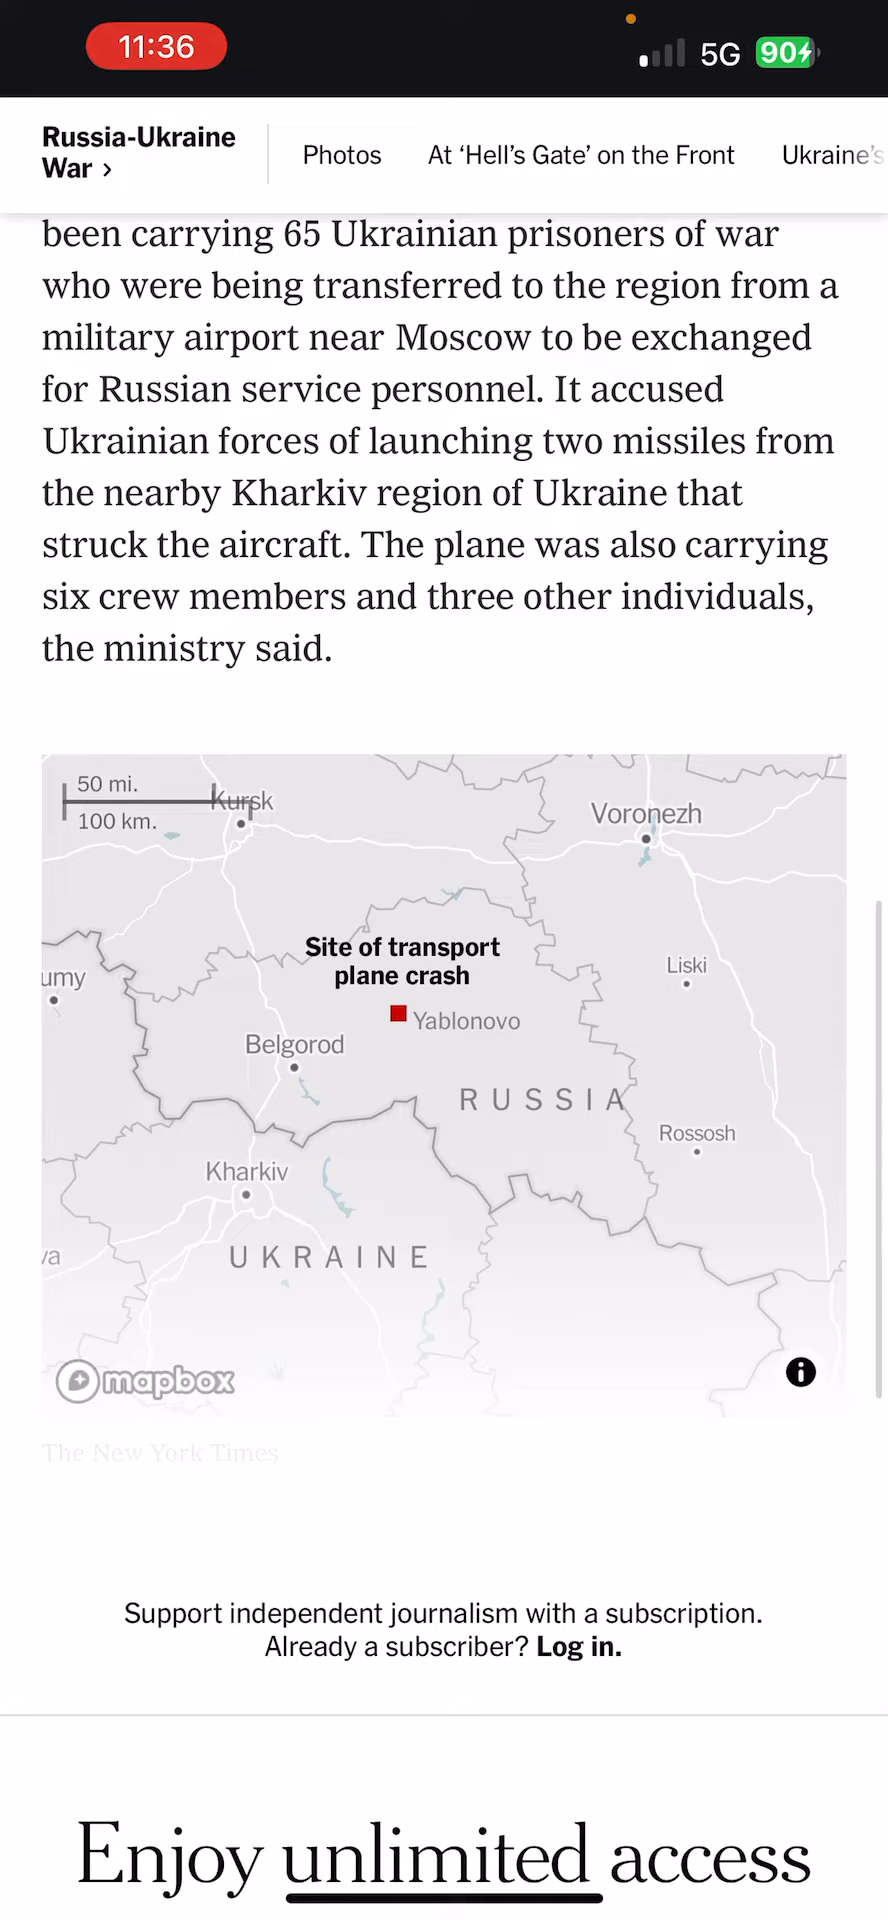 11:36
5G 90
Russia-Ukraine
War ›
Photos
At ‘Hell’s Gate’ on the Front
Ukraine’s
been carrying 65 Ukrainian prisoners of war
who were being transferred to the region from a
military airport near Moscow to be exchanged
for Russian service personnel. It accused
Ukrainian forces of launching two missiles from
the nearby Kharkiv region of Ukraine that
struck the aircraft. The plane was also carrying
six crew members and three other individuals,
the ministry said.
50 mi.
100 km.
Kursk
Voronezh
Site of transport
plane crash
Liski
umy
Yablonovo
Belgorod
RUSSIA
Rossosh
Kharkiv
va
UKRAINE
mapbox
The New York Times
Support independent journalism with a subscription.
Already a subscriber? Log in.
Enjoy unlimited access